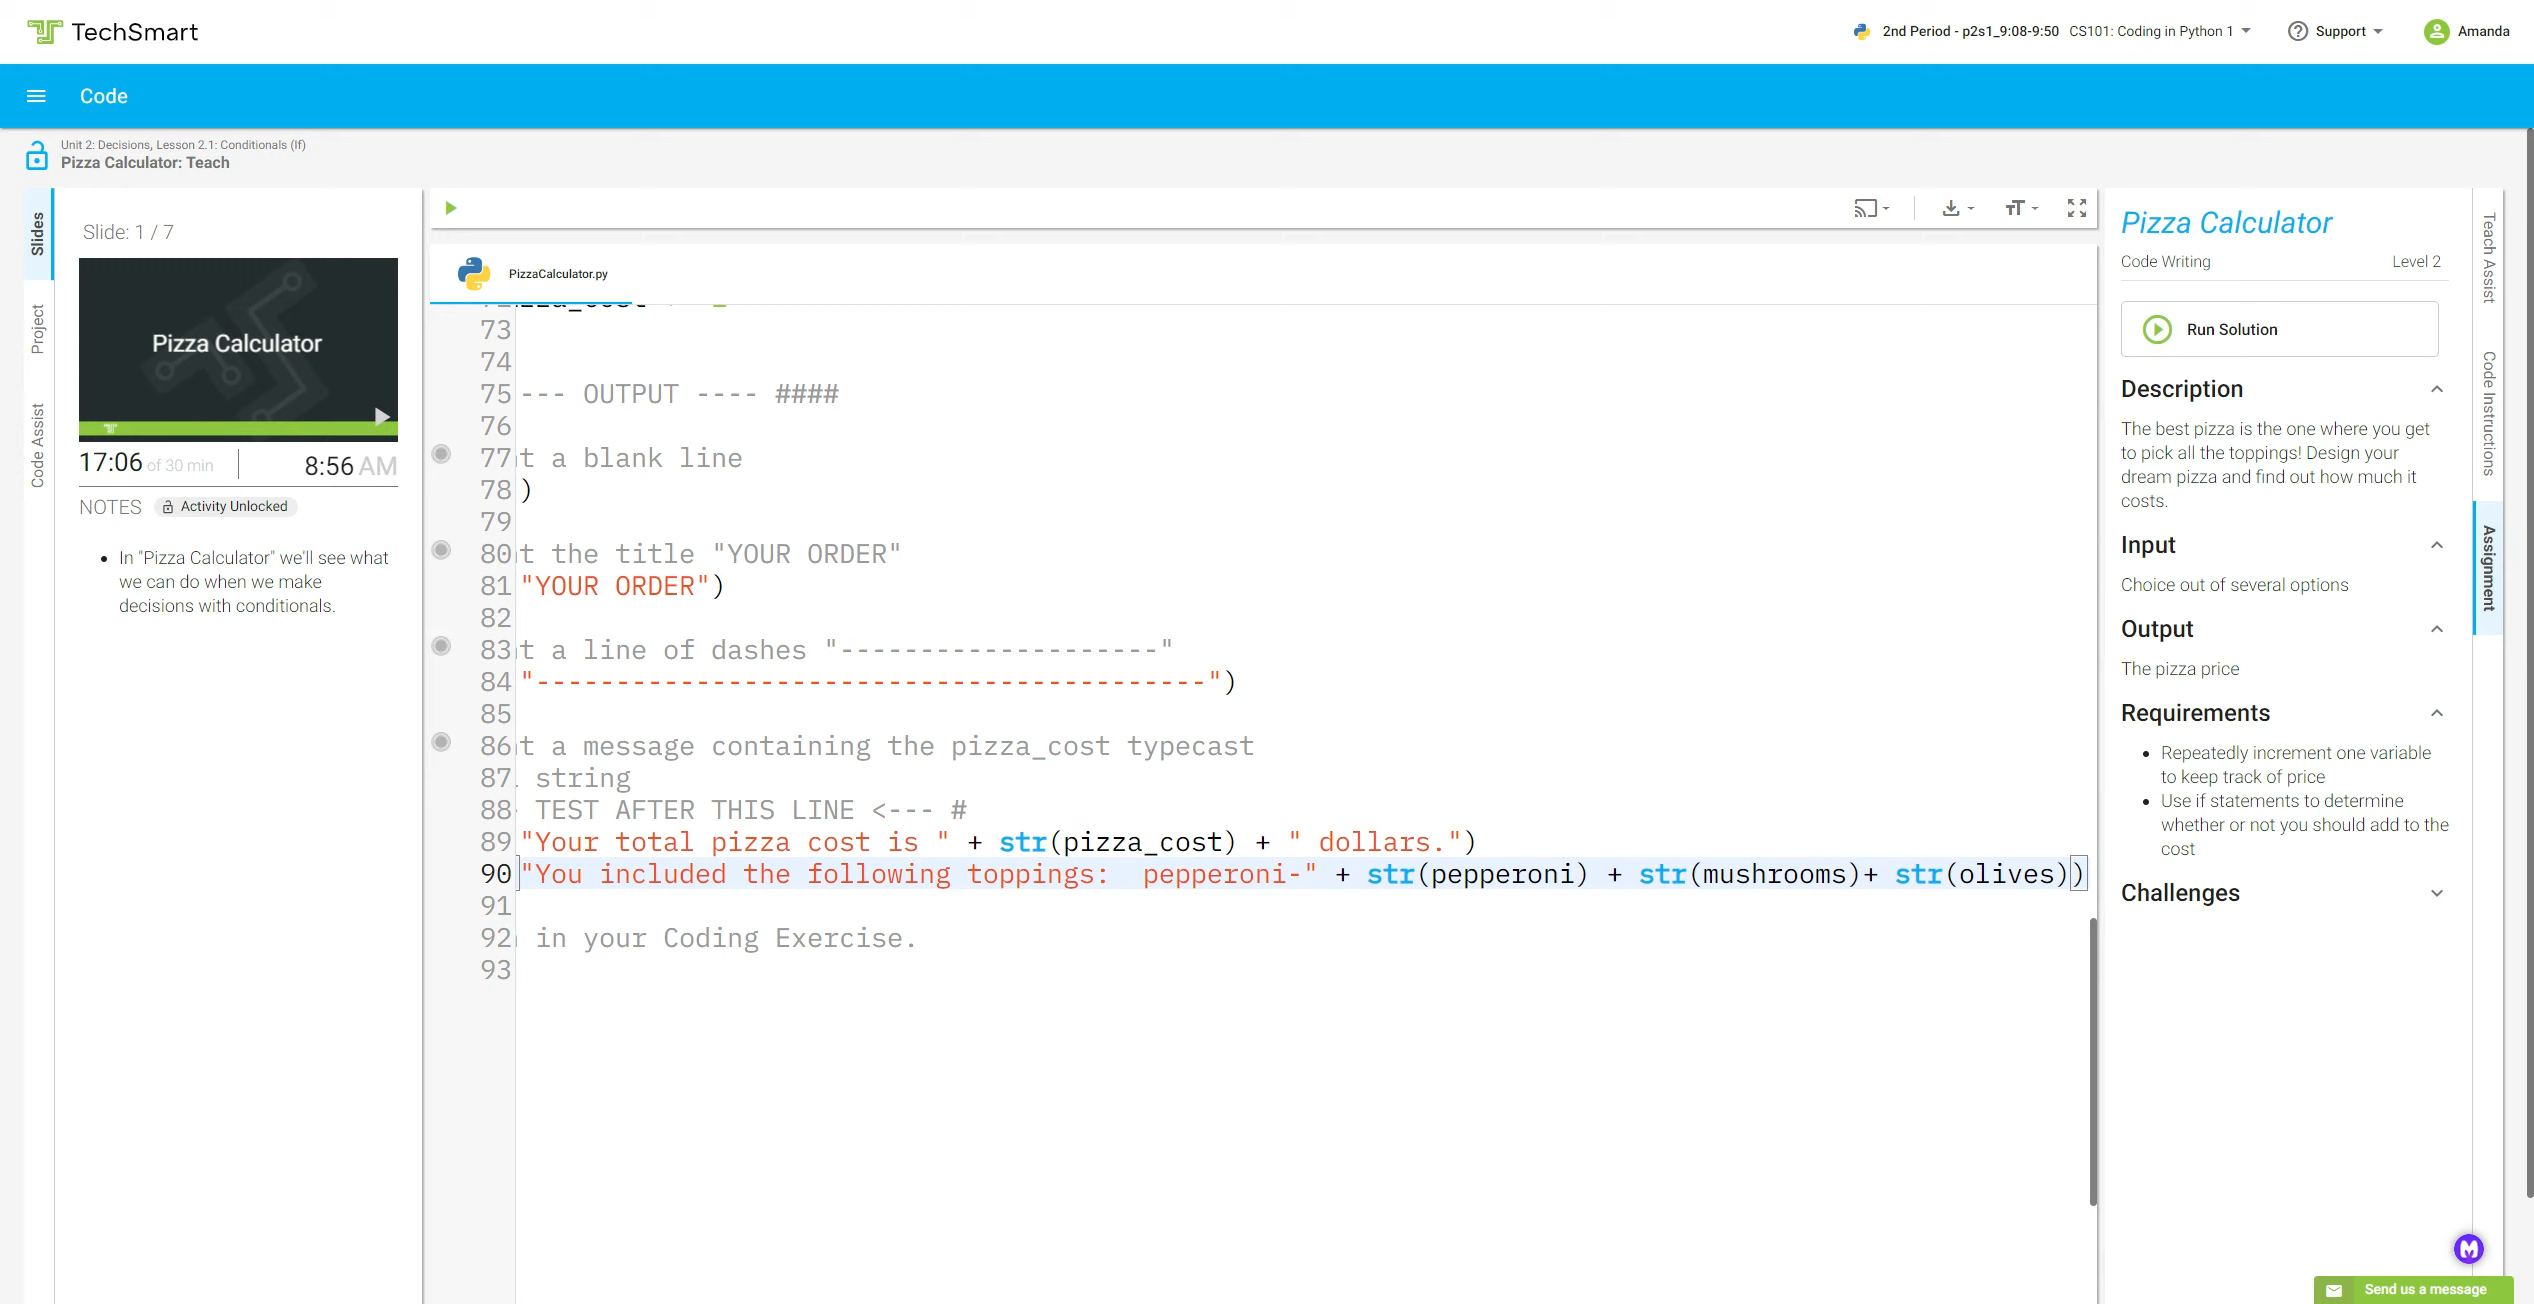 TechSmart
2nd Period - p2s1_9:08-9:50 CS101: Coding in Python 1
Support
Amanda
Code
Unit 2: Decisions, Lesson 2.1: Conditionals (If)
Pizza Calculator: Teach
Slides
Project
Code Assist
Slide: 1 / 7
Pizza Calculator
17:06 of 30 min
8:56 AM
NOTES
Activity Unlocked
In "Pizza Calculator" we'll see what
we can do when we make
decisions with conditionals.
PizzaCalculator.py
73
74
75 --- OUTPUT ---- ####
76
77 t a blank line
78 )
79
80 t the title "YOUR ORDER"
81 "YOUR ORDER")
82
83 t a line of dashes "--------------------"
84 "------------------------------------------")
85
86 t a message containing the pizza_cost typecast
87 string
88 TEST AFTER THIS LINE <--- #
89 "Your total pizza cost is " + str(pizza_cost) + " dollars.")
90 "You included the following toppings:  pepperoni-" + str(pepperoni) + str(mushrooms)+ str(olives))
91
92 in your Coding Exercise.
93
Pizza Calculator
Code Writing
Level 2
Run Solution
Description
The best pizza is the one where you get
to pick all the toppings! Design your
dream pizza and find out how much it
costs.
Input
Choice out of several options
Output
The pizza price
Requirements
Repeatedly increment one variable
to keep track of price
Use if statements to determine
whether or not you should add to the
cost
Challenges
Teach Assist
Code Instructions
Assignment
Send us a message